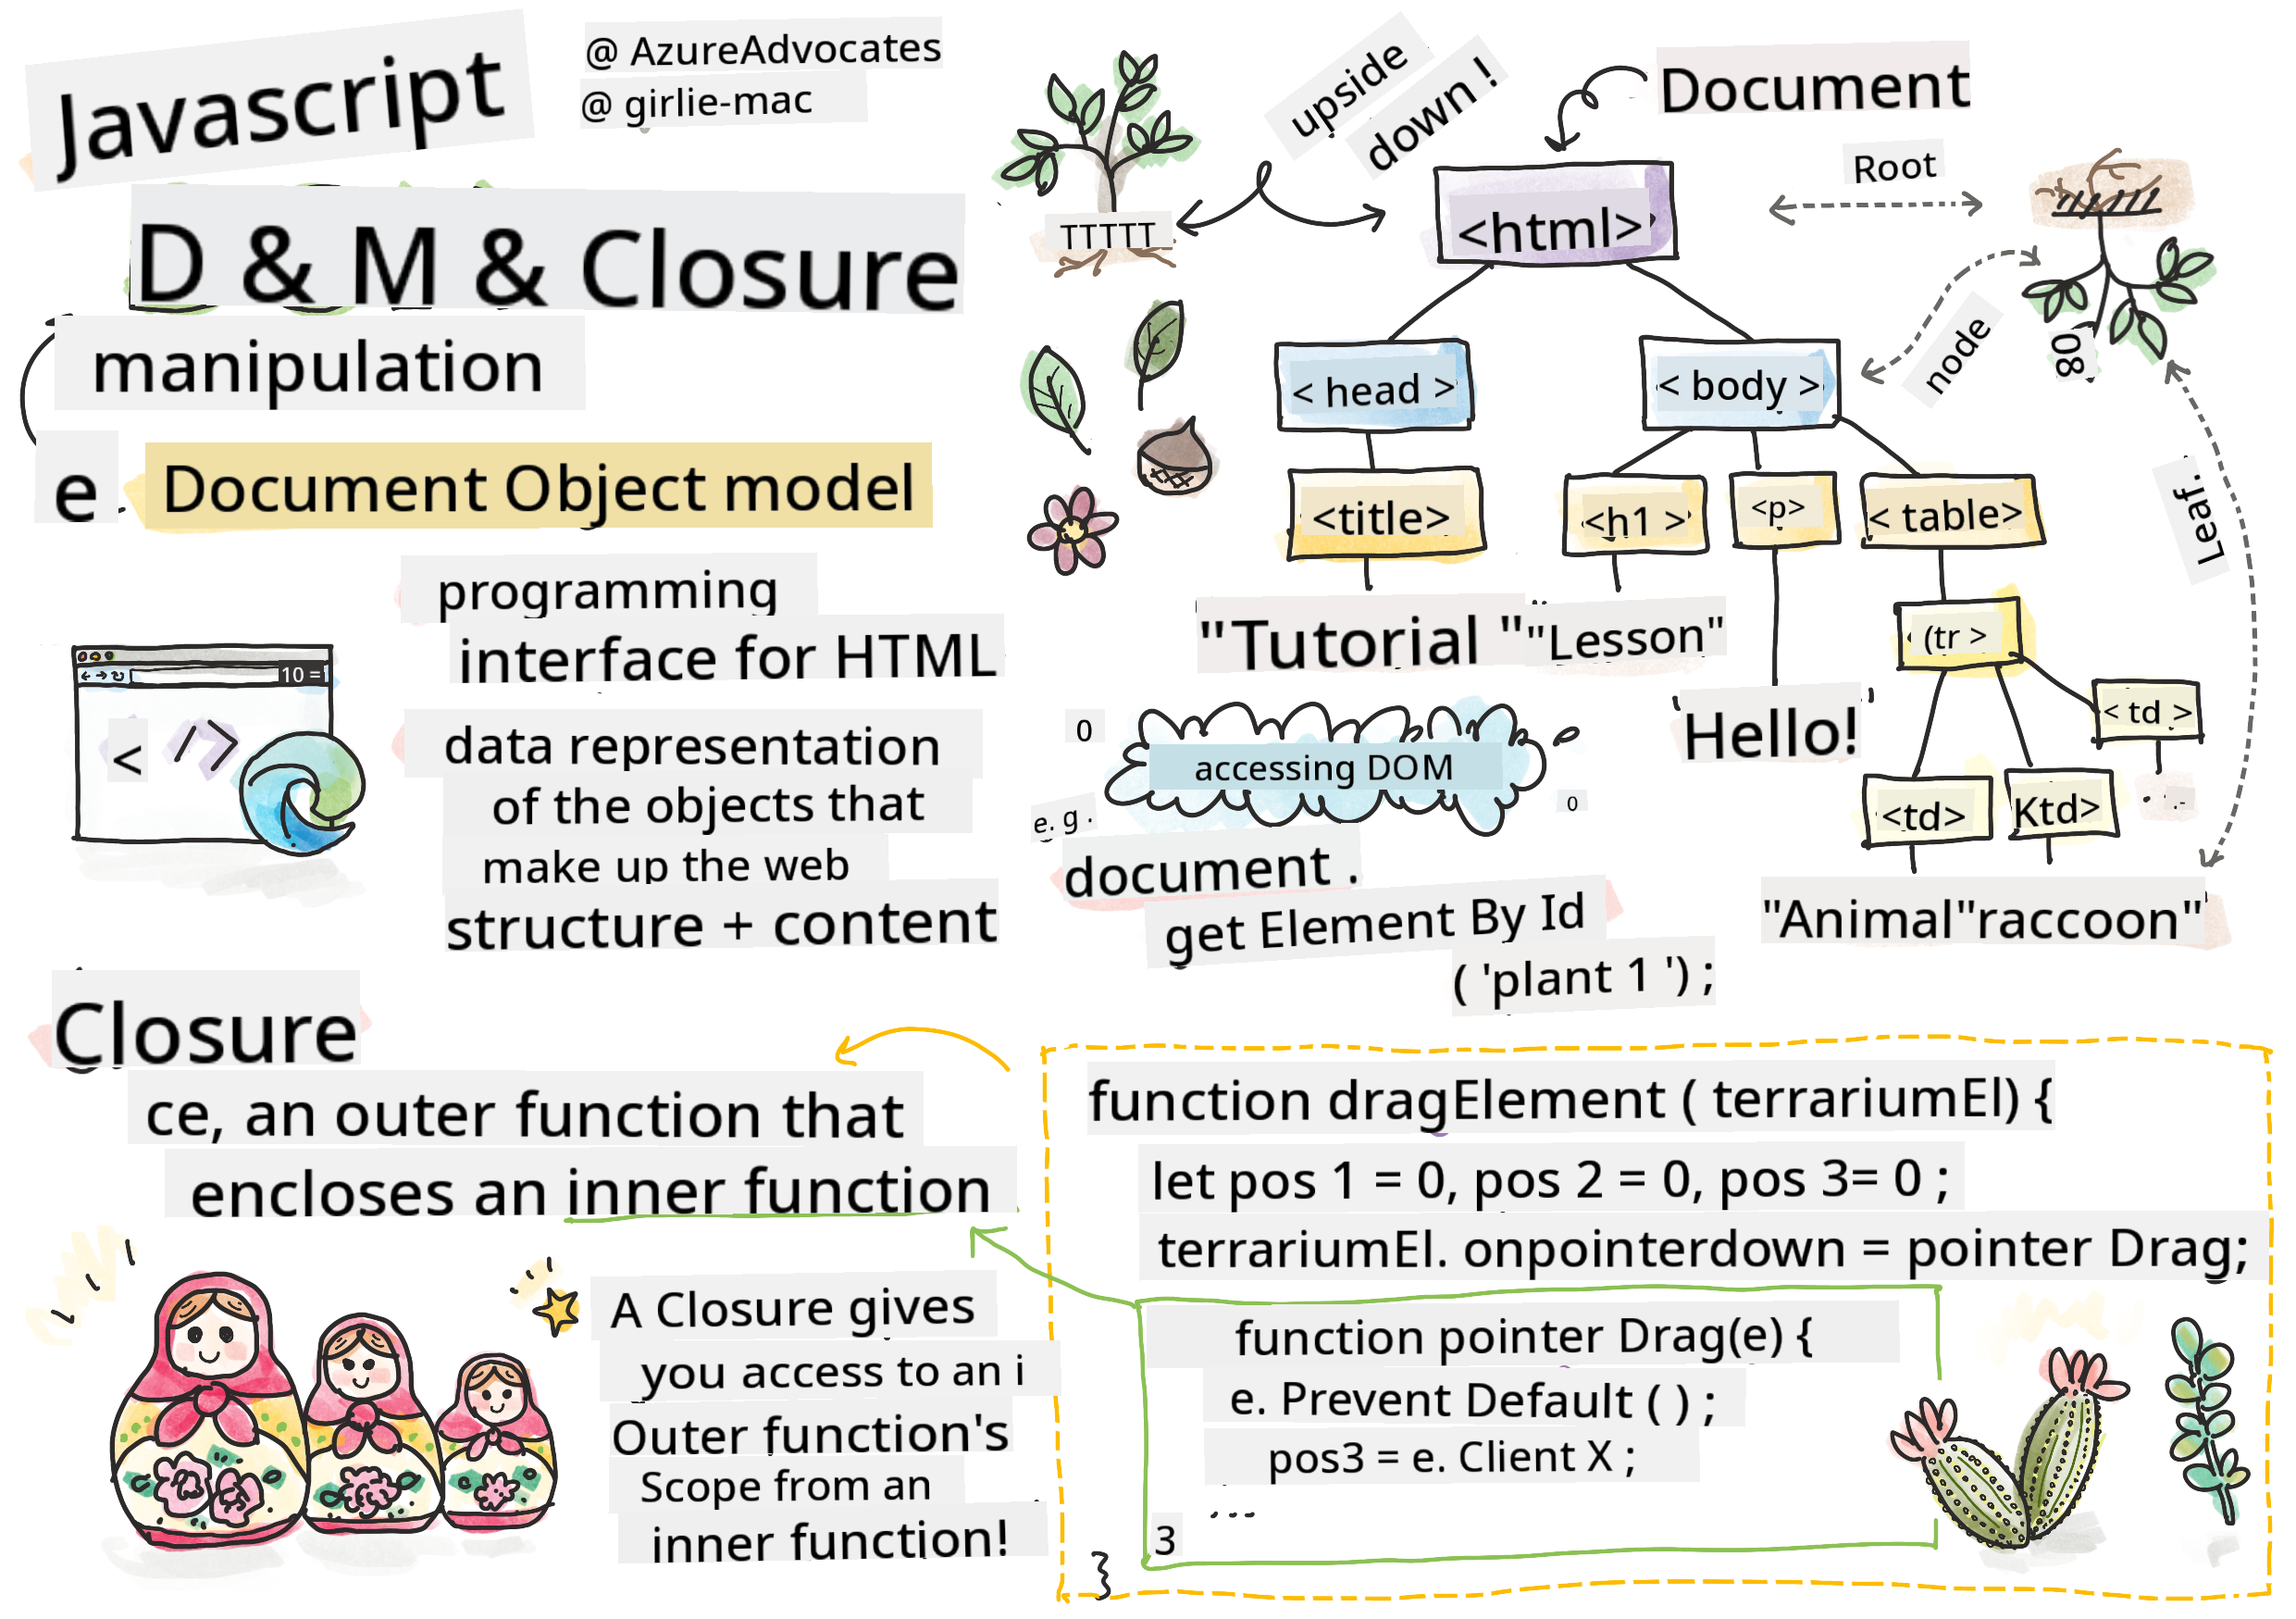 Javascript
@ AzureAdvocates
@ girlie-mac
D & M & Closure
manipulation
e
Document Object model
programming
interface for HTML
10 =
< />
data representation
of the objects that
make up the web
structure + content
upside
down !
Document
TTTTT
<html>
Root
node
80
Leaf.
< head >
< body >
<title>
<h1 >
<p>
< table>
"Tutorial "
"Lesson"
(tr >
"Hello!"
< td >
<td>
Ktd>
"Animal"raccoon"
0
accessing DOM
0
e. g .
document .
get Element By Id
( 'plant 1 ') ;
Closure
ce, an outer function that
encloses an inner function
A Closure gives
you access to an i
Outer function's
Scope from an
inner function!
function dragElement ( terrariumEl) {
let pos 1 = 0, pos 2 = 0, pos 3= 0 ;
terrariumEl. onpointerdown = pointer Drag;
function pointer Drag(e) {
e. Prevent Default ( ) ;
pos3 = e. Client X ;
...
3
}